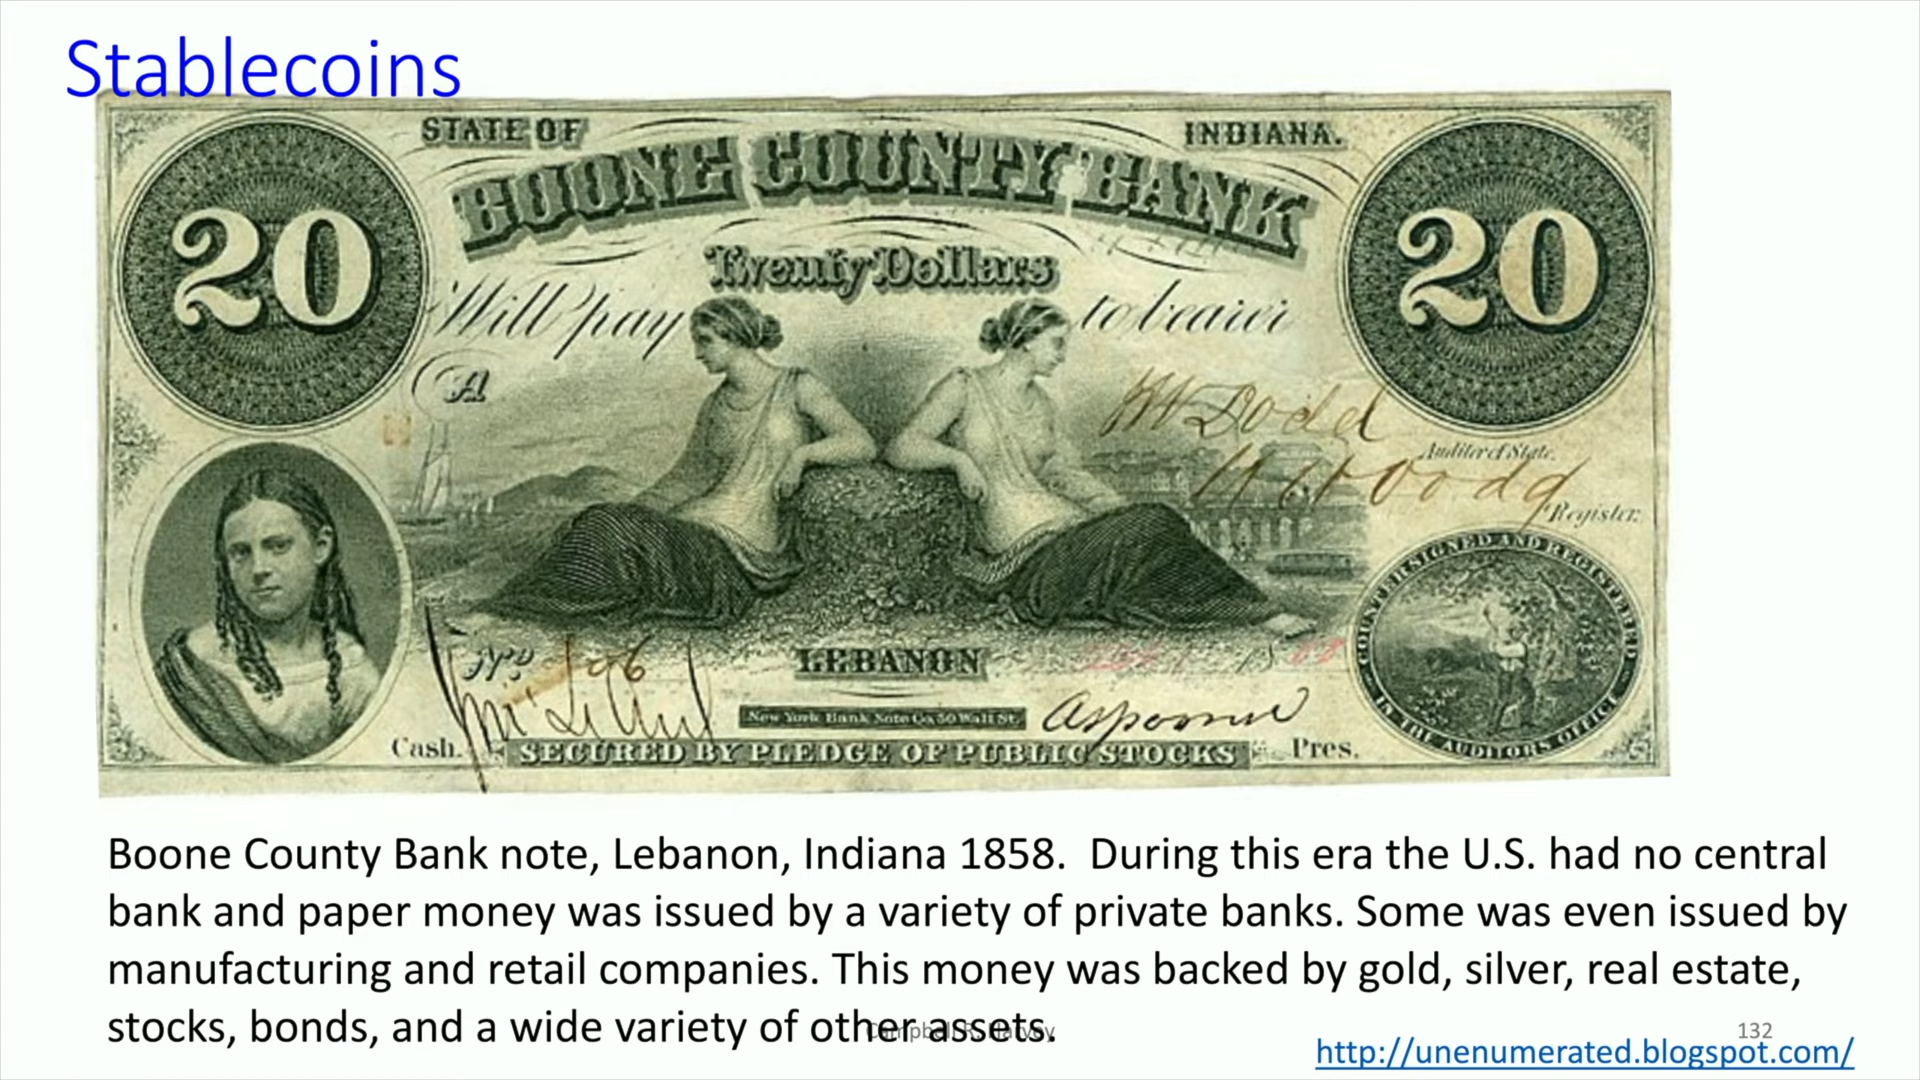 Stablecoins
STATE OF INDIANA.
BOONE COUNTY BANK
20 20
Twenty Dollars
Will pay to bearer
A
Auditor of State.
Register.
COUNTERSIGNED AND REGISTERED
IN THE AUDITORS OFFICE
No
LEBANON
New York Bank Note Co. 50 Wall St.
Cash. SECURED BY PLEDGE OF PUBLIC STOCKS Pres.
Boone County Bank note, Lebanon, Indiana 1858. During this era the U.S. had no central
bank and paper money was issued by a variety of private banks. Some was even issued by
manufacturing and retail companies. This money was backed by gold, silver, real estate,
stocks, bonds, and a wide variety of other assets.
Campbell R. Harvey
132
http://unenumerated.blogspot.com/